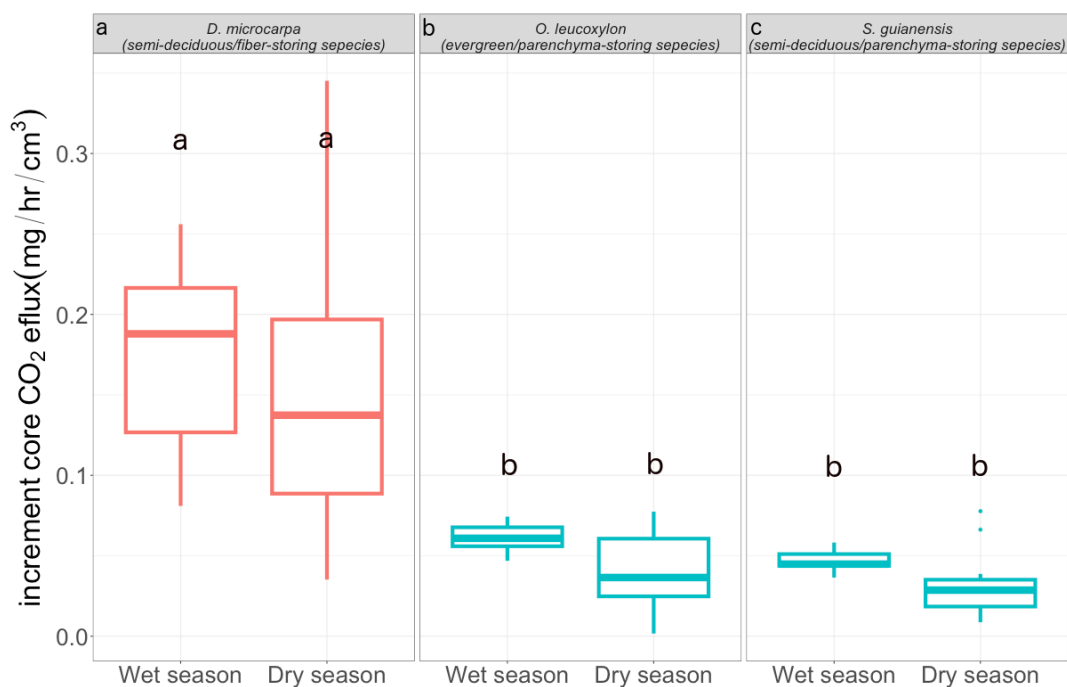 a
D. microcarpa
(semi-deciduous/fiber-storing sepecies)
b
O. leucoxylon
(evergreen/parenchyma-storing sepecies)
c
S. guianensis
(semi-deciduous/parenchyma-storing sepecies)
increment core CO₂ eflux(mg/hr/cm³)
0.3
0.2
0.1
0.0
a
a
b
b
b
b
Wet season
Dry season
Wet season
Dry season
Wet season
Dry season